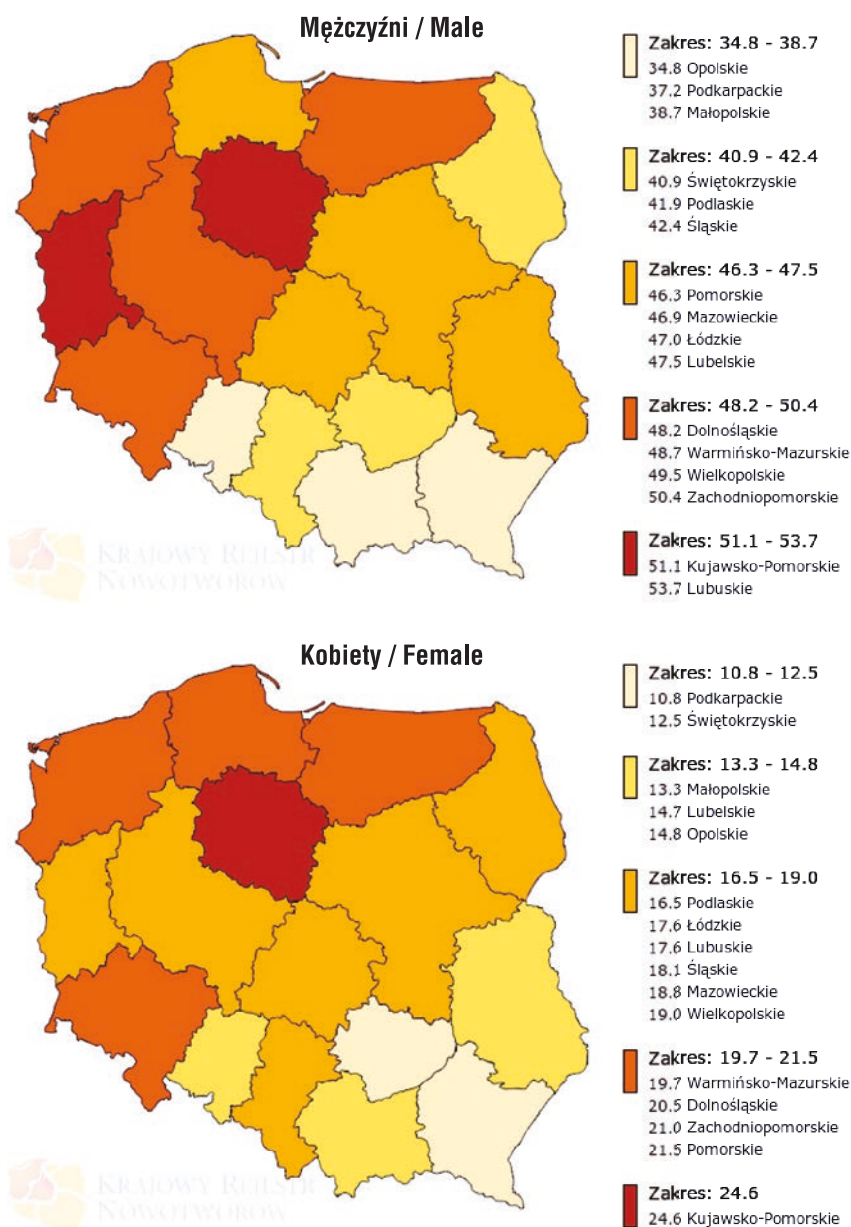 Mężczyźni / Male
Zakres: 34.8 - 38.7
34.8 Opolskie
37.2 Podkarpackie
38.7 Małopolskie
Zakres: 40.9 - 42.4
40.9 Świętokrzyskie
41.9 Podlaskie
42.4 Śląskie
Zakres: 46.3 - 47.5
46.3 Pomorskie
46.9 Mazowieckie
47.0 Łódzkie
47.5 Lubelskie
Zakres: 48.2 - 50.4
48.2 Dolnośląskie
48.7 Warmińsko-Mazurskie
49.5 Wielkopolskie
50.4 Zachodniopomorskie
Zakres: 51.1 - 53.7
51.1 Kujawsko-Pomorskie
53.7 Lubuskie
KRAJOWY REJESTR
NOWOTWORÓW
Kobiety / Female
Zakres: 10.8 - 12.5
10.8 Podkarpackie
12.5 Świętokrzyskie
Zakres: 13.3 - 14.8
13.3 Małopolskie
14.7 Lubelskie
14.8 Opolskie
Zakres: 16.5 - 19.0
16.5 Podlaskie
17.6 Łódzkie
17.6 Lubuskie
18.1 Śląskie
18.8 Mazowieckie
19.0 Wielkopolskie
Zakres: 19.7 - 21.5
19.7 Warmińsko-Mazurskie
20.5 Dolnośląskie
21.0 Zachodniopomorskie
21.5 Pomorskie
Zakres: 24.6
24.6 Kujawsko-Pomorskie
KRAJOWY REJESTR
NOWOTWORÓW